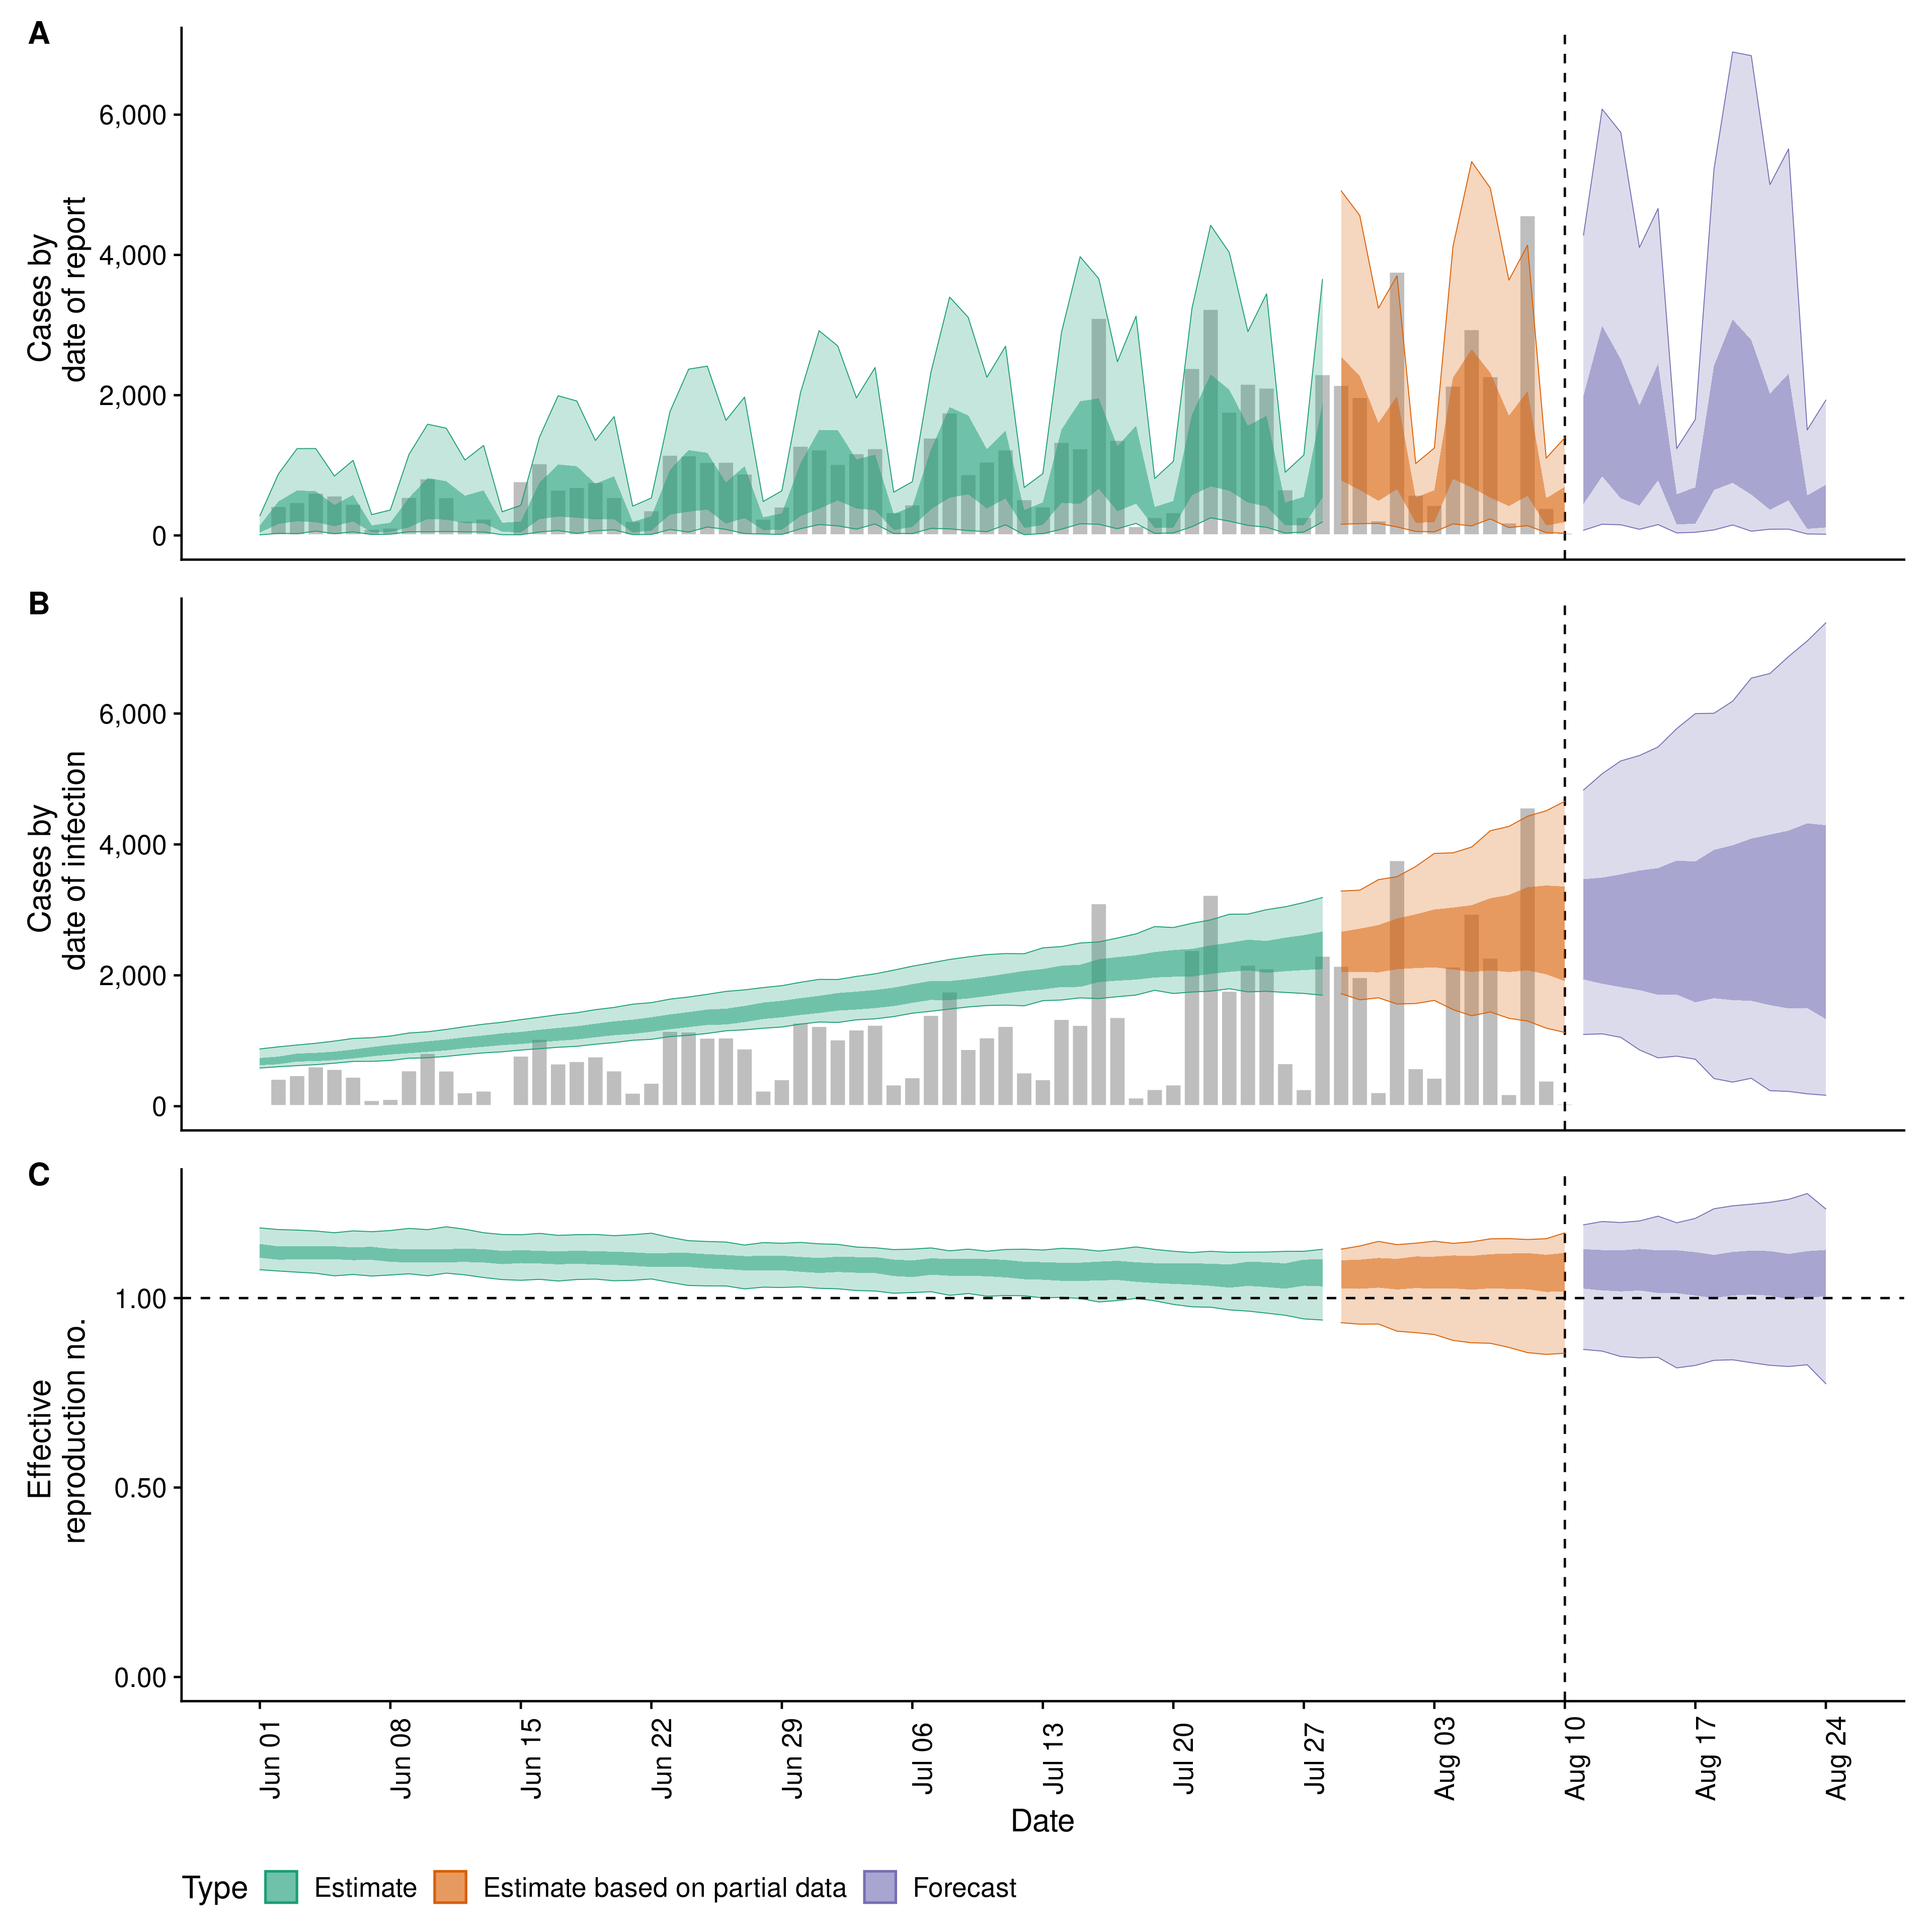 A
Cases by
date of report
6,000
4,000
2,000
0
B
Cases by
date of infection
6,000
4,000
2,000
0
C
Effective
reproduction no.
1.00
0.50
0.00
Jun 01
Jun 08
Jun 15
Jun 22
Jun 29
Jul 06
Jul 13
Jul 20
Jul 27
Aug 03
Aug 10
Aug 17
Aug 24
Date
Type Estimate Estimate based on partial data Forecast